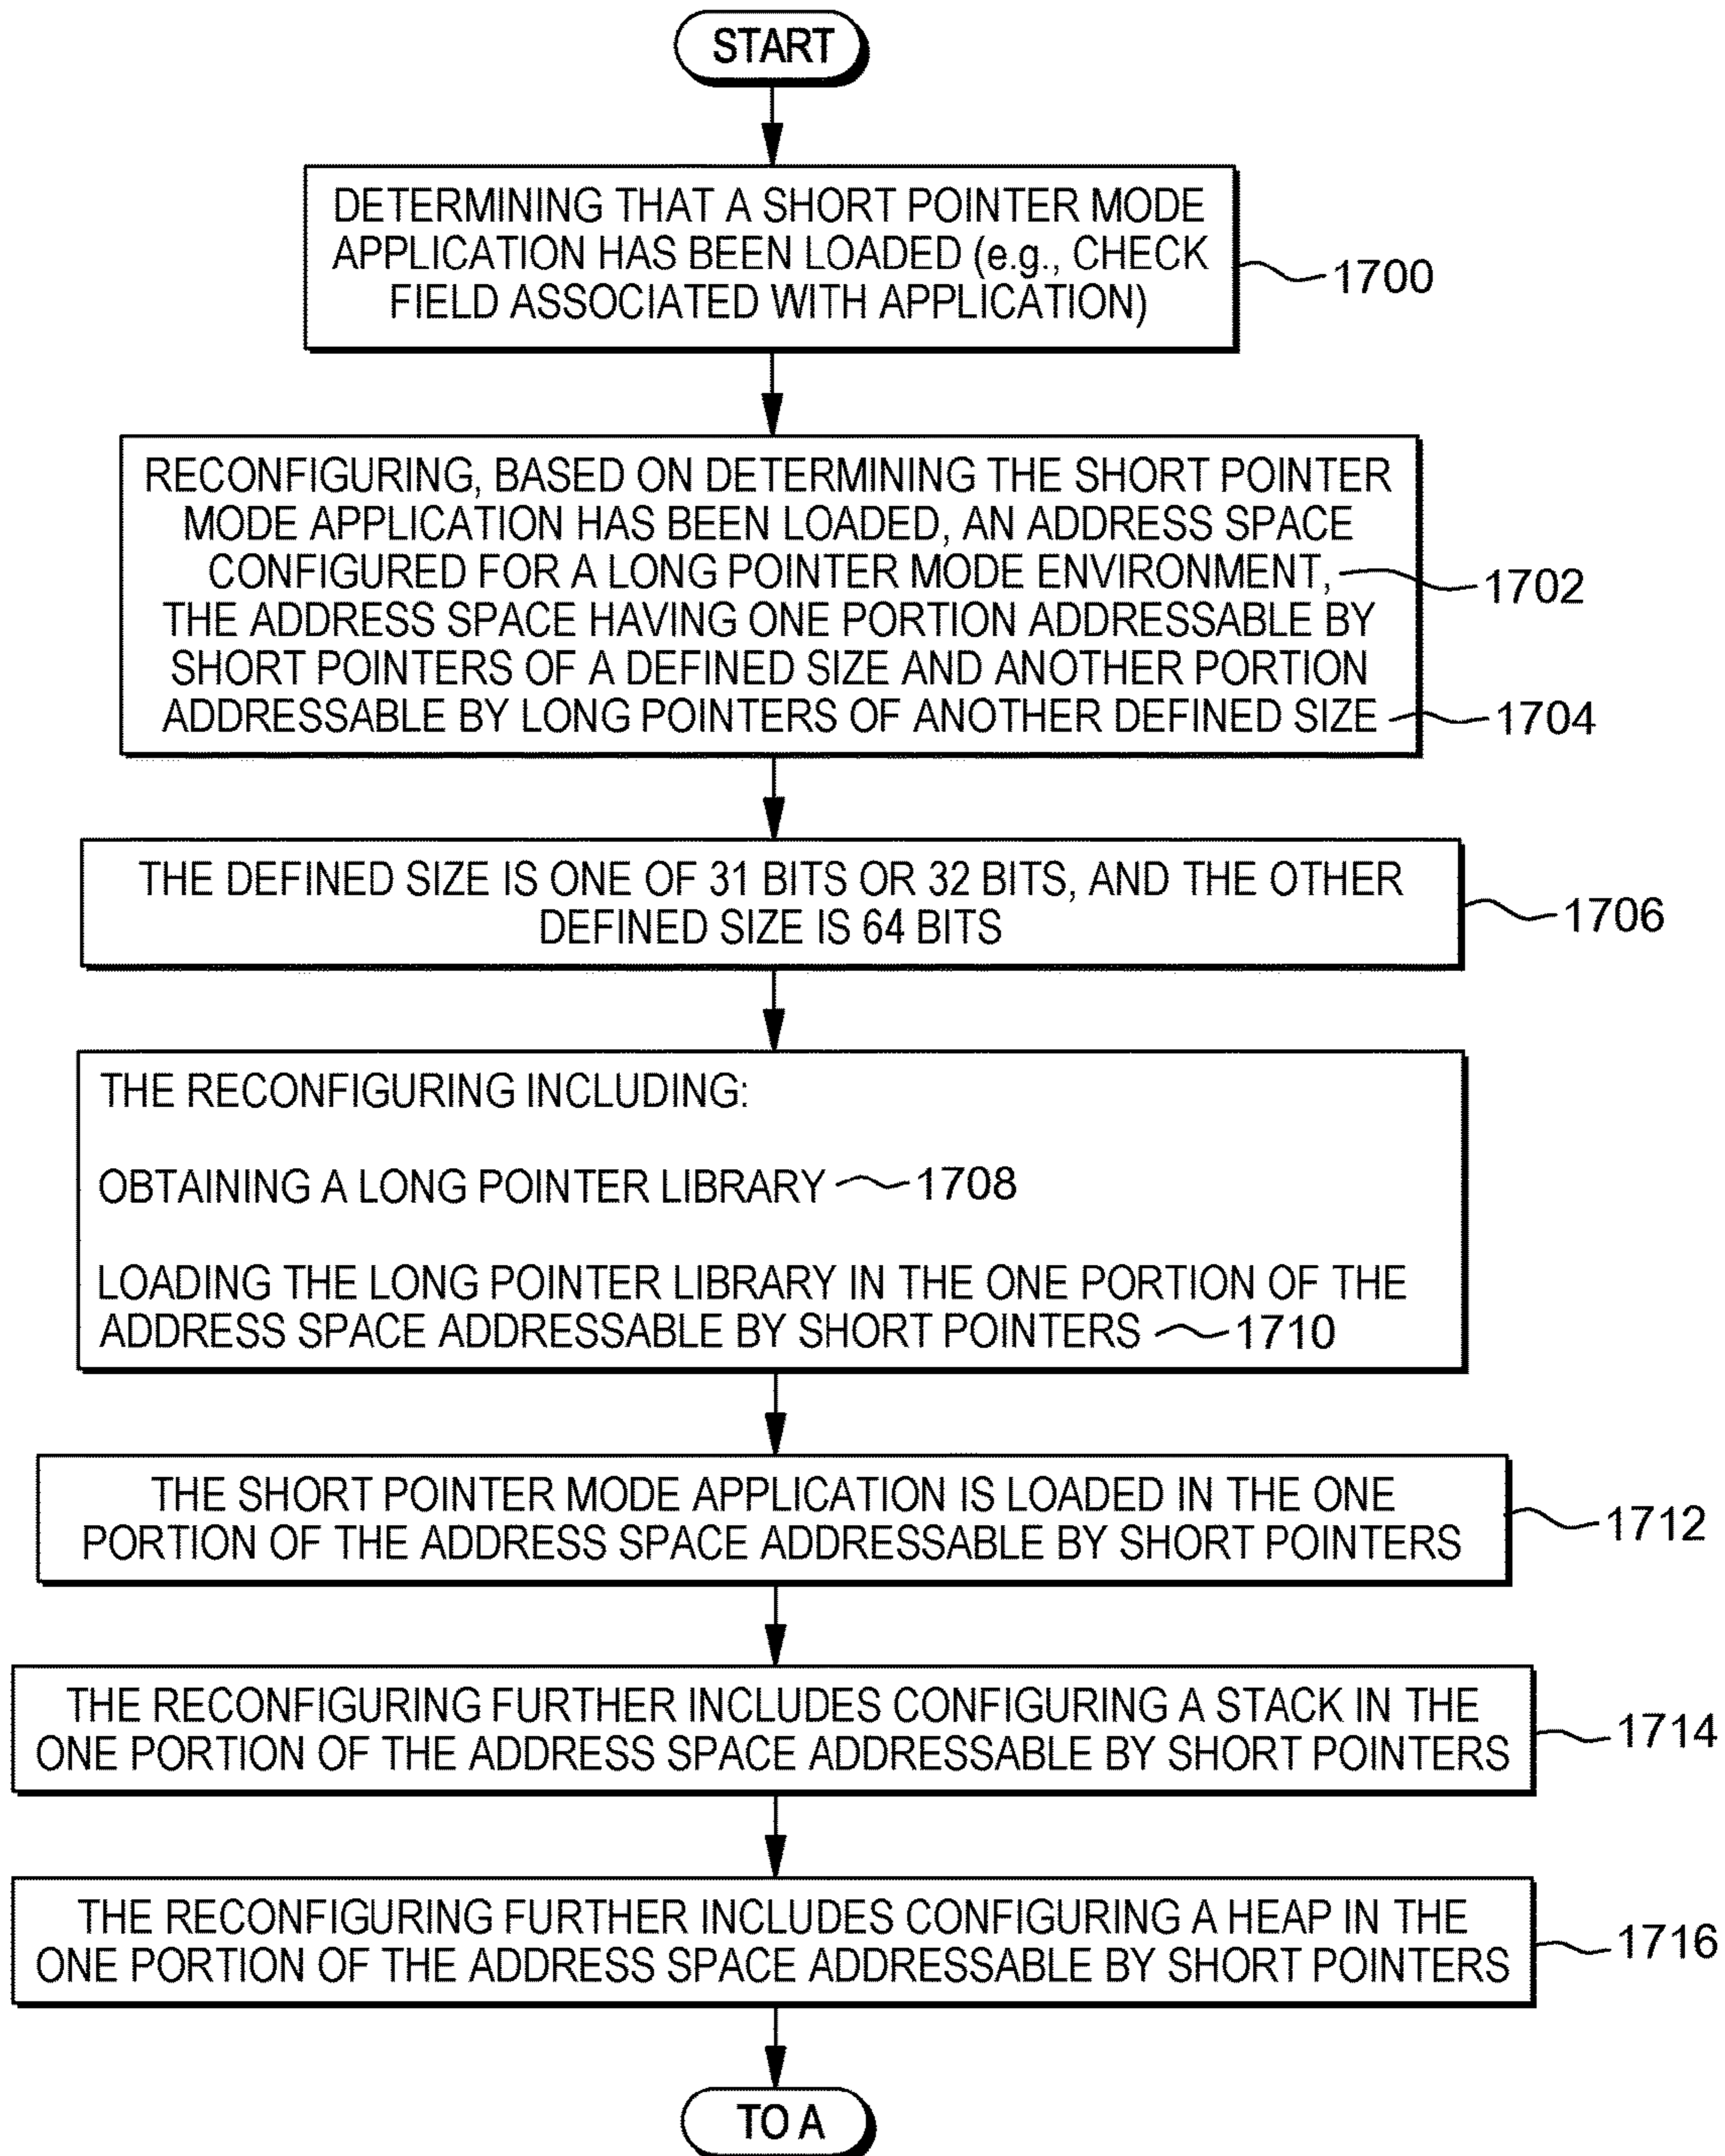 START
DETERMINING THAT A SHORT POINTER MODE
APPLICATION HAS BEEN LOADED (e.g., CHECK
FIELD ASSOCIATED WITH APPLICATION)
1700
RECONFIGURING, BASED ON DETERMINING THE SHORT POINTER
MODE APPLICATION HAS BEEN LOADED, AN ADDRESS SPACE
CONFIGURED FOR A LONG POINTER MODE ENVIRONMENT,
1702
THE ADDRESS SPACE HAVING ONE PORTION ADDRESSABLE BY
SHORT POINTERS OF A DEFINED SIZE AND ANOTHER PORTION
ADDRESSABLE BY LONG POINTERS OF ANOTHER DEFINED SIZE
1704
THE DEFINED SIZE IS ONE OF 31 BITS OR 32 BITS, AND THE OTHER
DEFINED SIZE IS 64 BITS
1706
THE RECONFIGURING INCLUDING:
OBTAINING A LONG POINTER LIBRARY
1708
LOADING THE LONG POINTER LIBRARY IN THE ONE PORTION OF THE
ADDRESS SPACE ADDRESSABLE BY SHORT POINTERS
1710
THE SHORT POINTER MODE APPLICATION IS LOADED IN THE ONE
PORTION OF THE ADDRESS SPACE ADDRESSABLE BY SHORT POINTERS
1712
THE RECONFIGURING FURTHER INCLUDES CONFIGURING A STACK IN THE
ONE PORTION OF THE ADDRESS SPACE ADDRESSABLE BY SHORT POINTERS
1714
THE RECONFIGURING FURTHER INCLUDES CONFIGURING A HEAP IN THE
ONE PORTION OF THE ADDRESS SPACE ADDRESSABLE BY SHORT POINTERS
1716
TO A